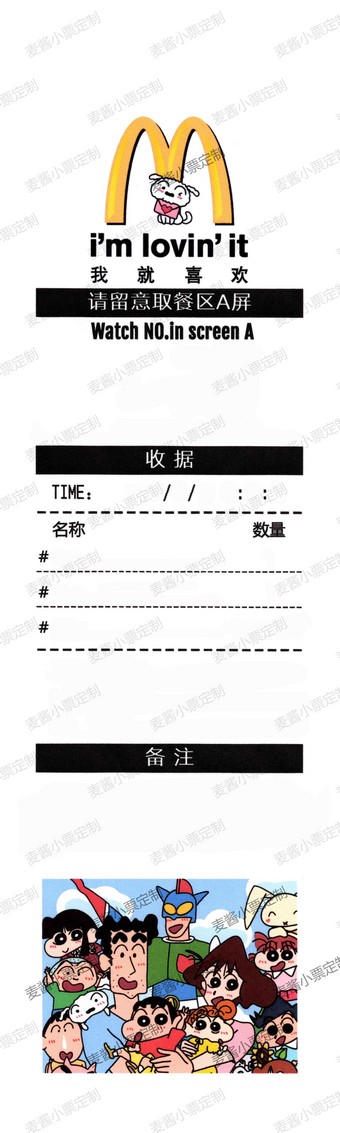 i'm lovin' it
我就喜欢
请留意取餐区A屏
Watch NO.in screen A
收据
TIME: / / : :
名称 数量
#
#
#
备注
麦酱小票定制